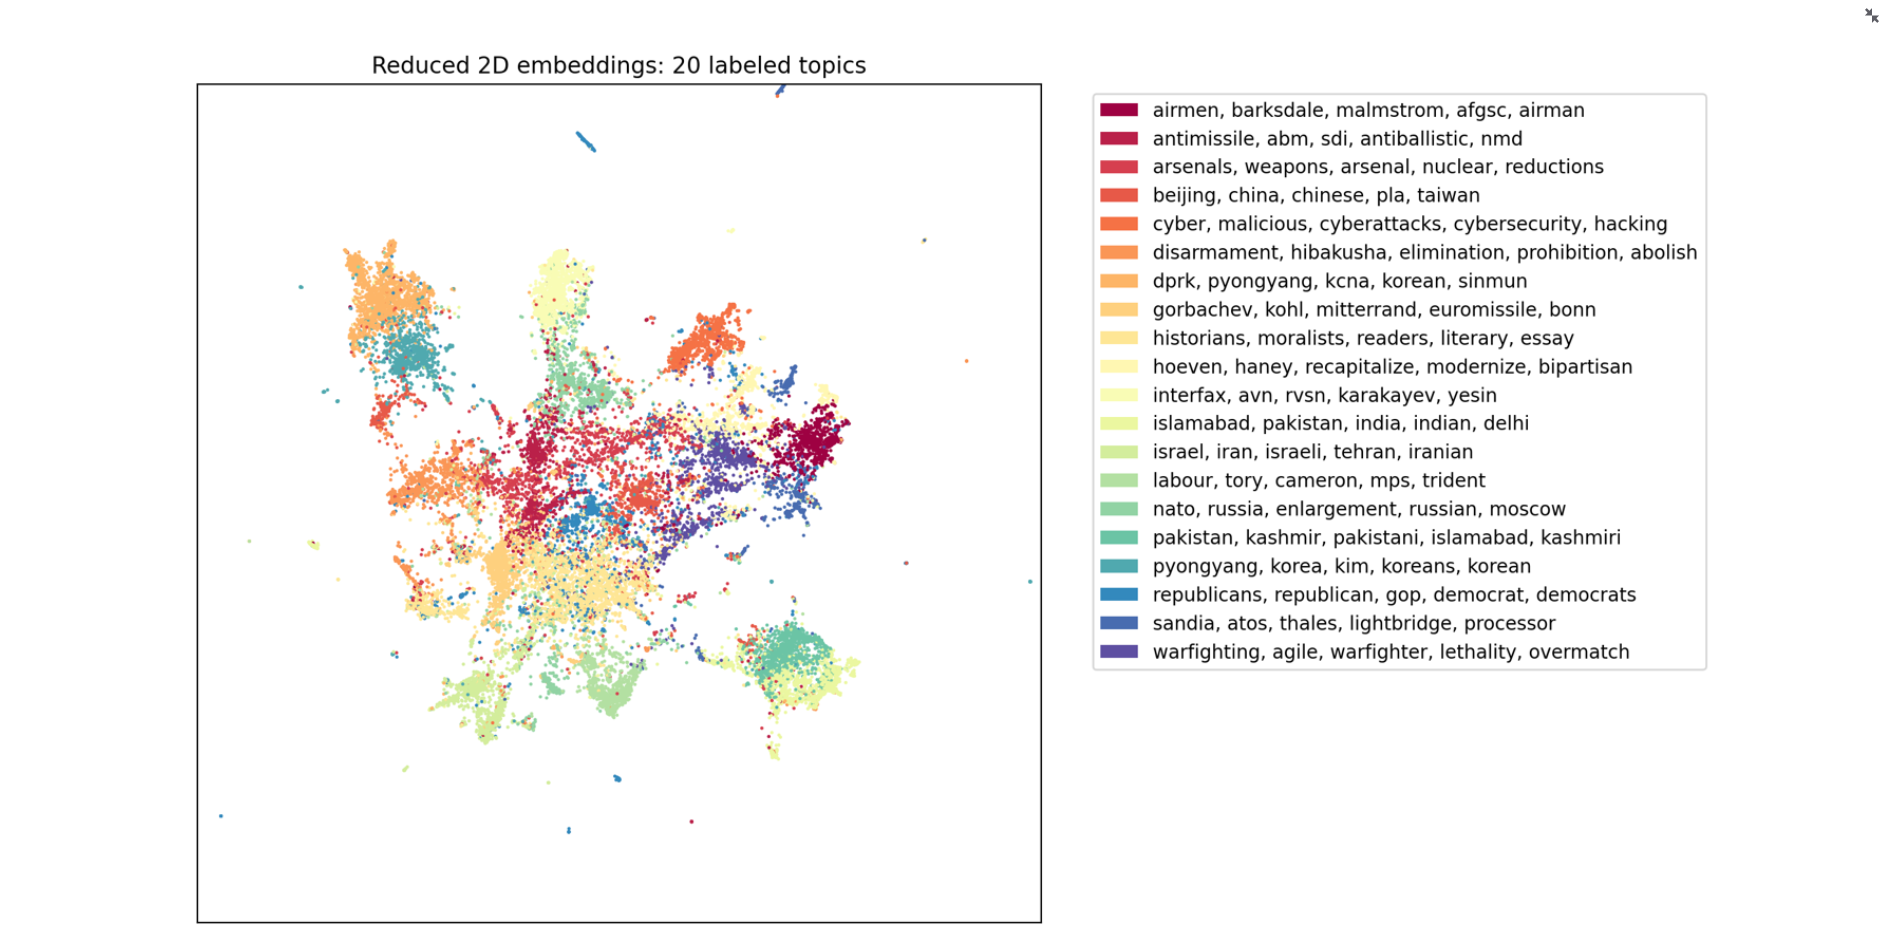 Reduced 2D embeddings: 20 labeled topics
airmen, barksdale, malmstrom, afgsc, airman
antimissile, abm, sdi, antiballistic, nmd
arsenals, weapons, arsenal, nuclear, reductions
beijing, china, chinese, pla, taiwan
cyber, malicious, cyberattacks, cybersecurity, hacking
disarmament, hibakusha, elimination, prohibition, abolish
dprk, pyongyang, kcna, korean, sinmun
gorbachev, kohl, mitterrand, euromissile, bonn
historians, moralists, readers, literary, essay
hoeven, haney, recapitalize, modernize, bipartisan
interfax, avn, rvsn, karakayev, yesin
islamabad, pakistan, india, indian, delhi
israel, iran, israeli, tehran, iranian
labour, tory, cameron, mps, trident
nato, russia, enlargement, russian, moscow
pakistan, kashmir, pakistani, islamabad, kashmiri
pyongyang, korea, kim, koreans, korean
republicans, republican, gop, democrat, democrats
sandia, atos, thales, lightbridge, processor
warfighting, agile, warfighter, lethality, overmatch